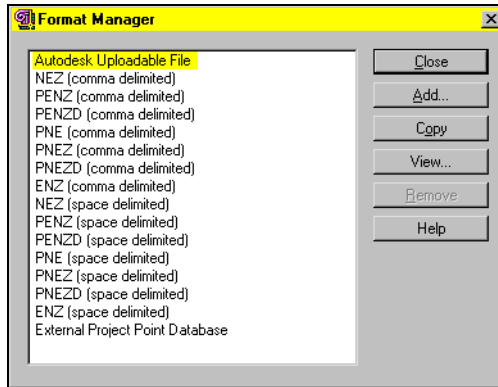 Format Manager
Autodesk Uploadable File
NEZ (comma delimited)
PENZ (comma delimited)
PENZD (comma delimited)
PNE (comma delimited)
PNEZ (comma delimited)
PNEZD (comma delimited)
ENZ (comma delimited)
NEZ (space delimited)
PENZ (space delimited)
PENZD (space delimited)
PNE (space delimited)
PNEZ (space delimited)
PNEZD (space delimited)
ENZ (space delimited)
External Project Point Database
Close
Add...
Copy
View...
Remove
Help